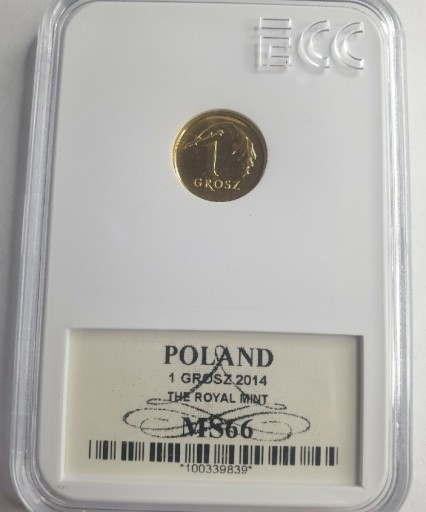 ECC
1
GROSZ
POLAND
1 GROSZ 2014
THE ROYAL MINT
MS66
*100339839*